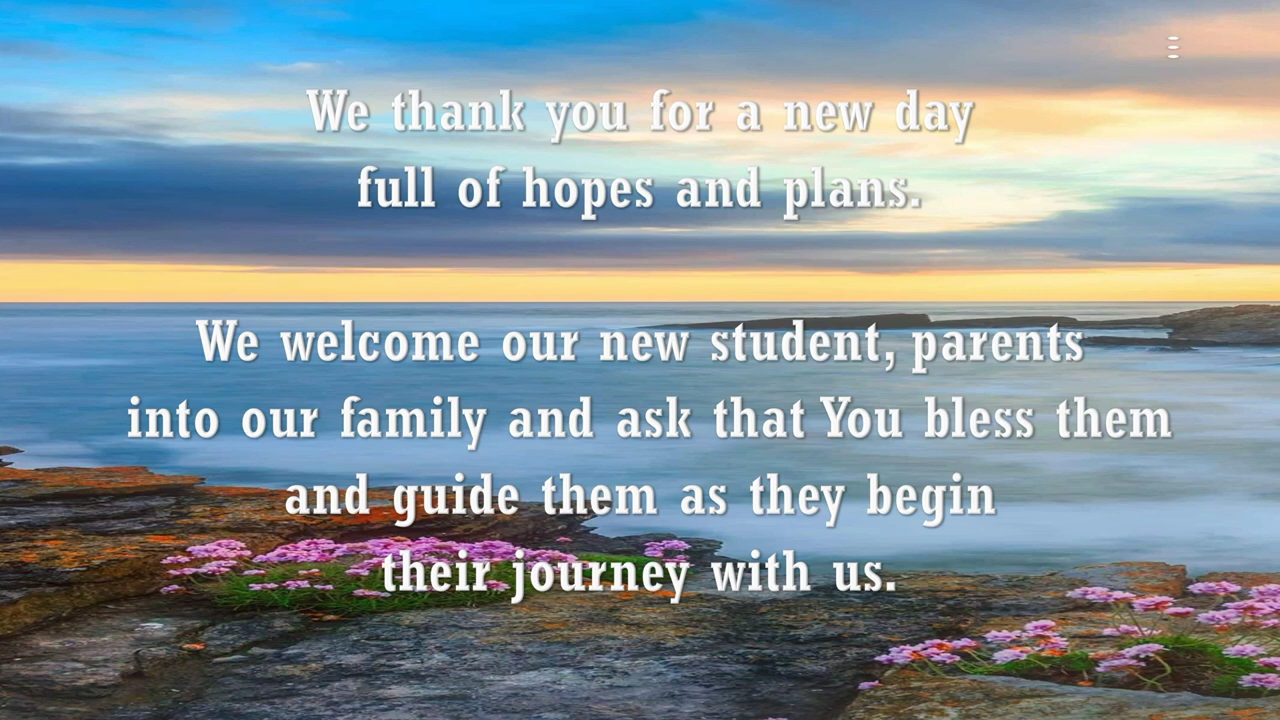 We thank you for a new day
full of hopes and plans.
We welcome our new student, parents
into our family and ask that You bless them
and guide them as they begin
their journey with us.